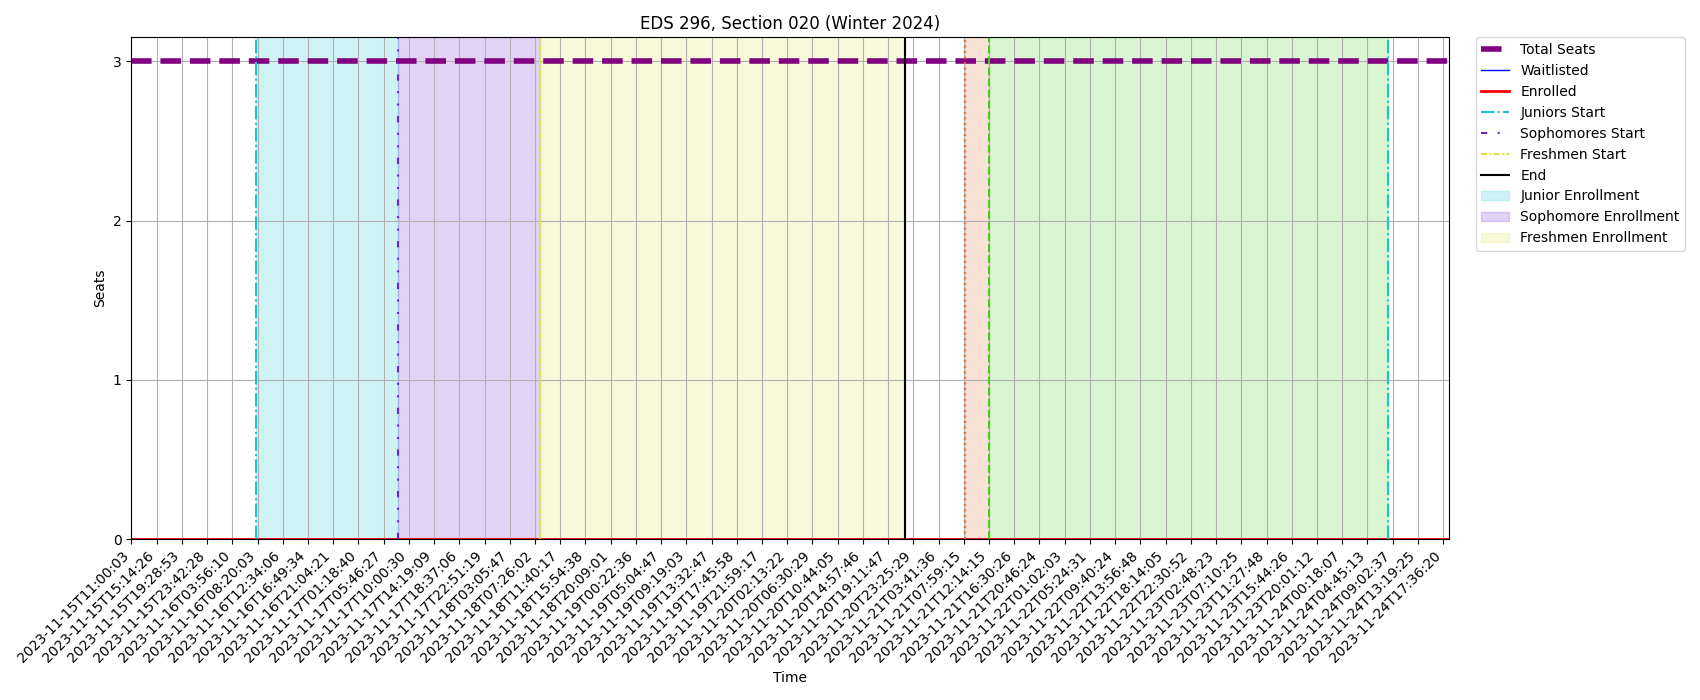 EDS 296, Section 020 (Winter 2024)
3
2
1
0
Seats
2023-11-15T11:00:03
2023-11-15T15:14:26
2023-11-15T19:28:53
2023-11-15T23:42:28
2023-11-16T03:56:10
2023-11-16T08:20:03
2023-11-16T12:34:06
2023-11-16T16:49:34
2023-11-16T21:04:21
2023-11-17T01:18:40
2023-11-17T05:46:27
2023-11-17T10:00:30
2023-11-17T14:19:09
2023-11-17T18:37:06
2023-11-17T22:51:19
2023-11-18T03:05:47
2023-11-18T07:26:02
2023-11-18T11:40:17
2023-11-18T15:54:38
2023-11-18T20:09:01
2023-11-19T00:22:36
2023-11-19T05:04:47
2023-11-19T09:19:03
2023-11-19T13:32:47
2023-11-19T17:45:58
2023-11-19T21:59:17
2023-11-20T02:13:22
2023-11-20T06:30:29
2023-11-20T10:44:05
2023-11-20T14:57:46
2023-11-20T19:11:47
2023-11-20T23:25:29
2023-11-21T03:41:36
2023-11-21T07:59:15
2023-11-21T12:14:15
2023-11-21T16:30:26
2023-11-21T20:46:24
2023-11-22T01:02:03
2023-11-22T05:24:31
2023-11-22T09:40:24
2023-11-22T13:56:48
2023-11-22T18:14:05
2023-11-22T22:30:52
2023-11-23T02:48:23
2023-11-23T07:10:25
2023-11-23T11:27:48
2023-11-23T15:44:26
2023-11-23T20:01:12
2023-11-24T00:18:07
2023-11-24T04:45:13
2023-11-24T09:02:37
2023-11-24T13:19:25
2023-11-24T17:36:20
Time
Total Seats
Waitlisted
Enrolled
Juniors Start
Sophomores Start
Freshmen Start
End
Junior Enrollment
Sophomore Enrollment
Freshmen Enrollment